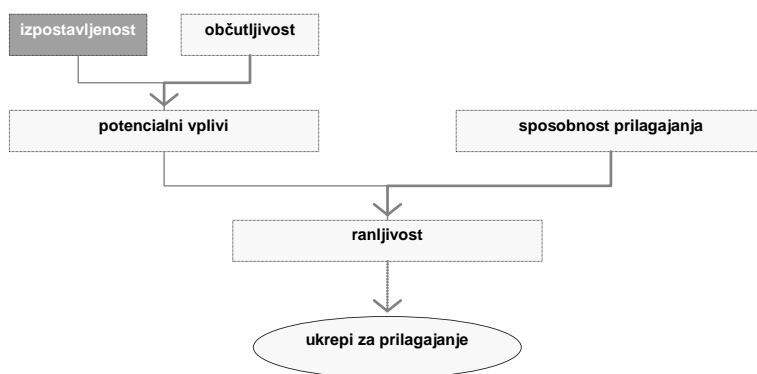 izpostavljenost
občutljivost
potencialni vplivi
sposobnost prilagajanja
ranljivost
ukrepi za prilagajanje